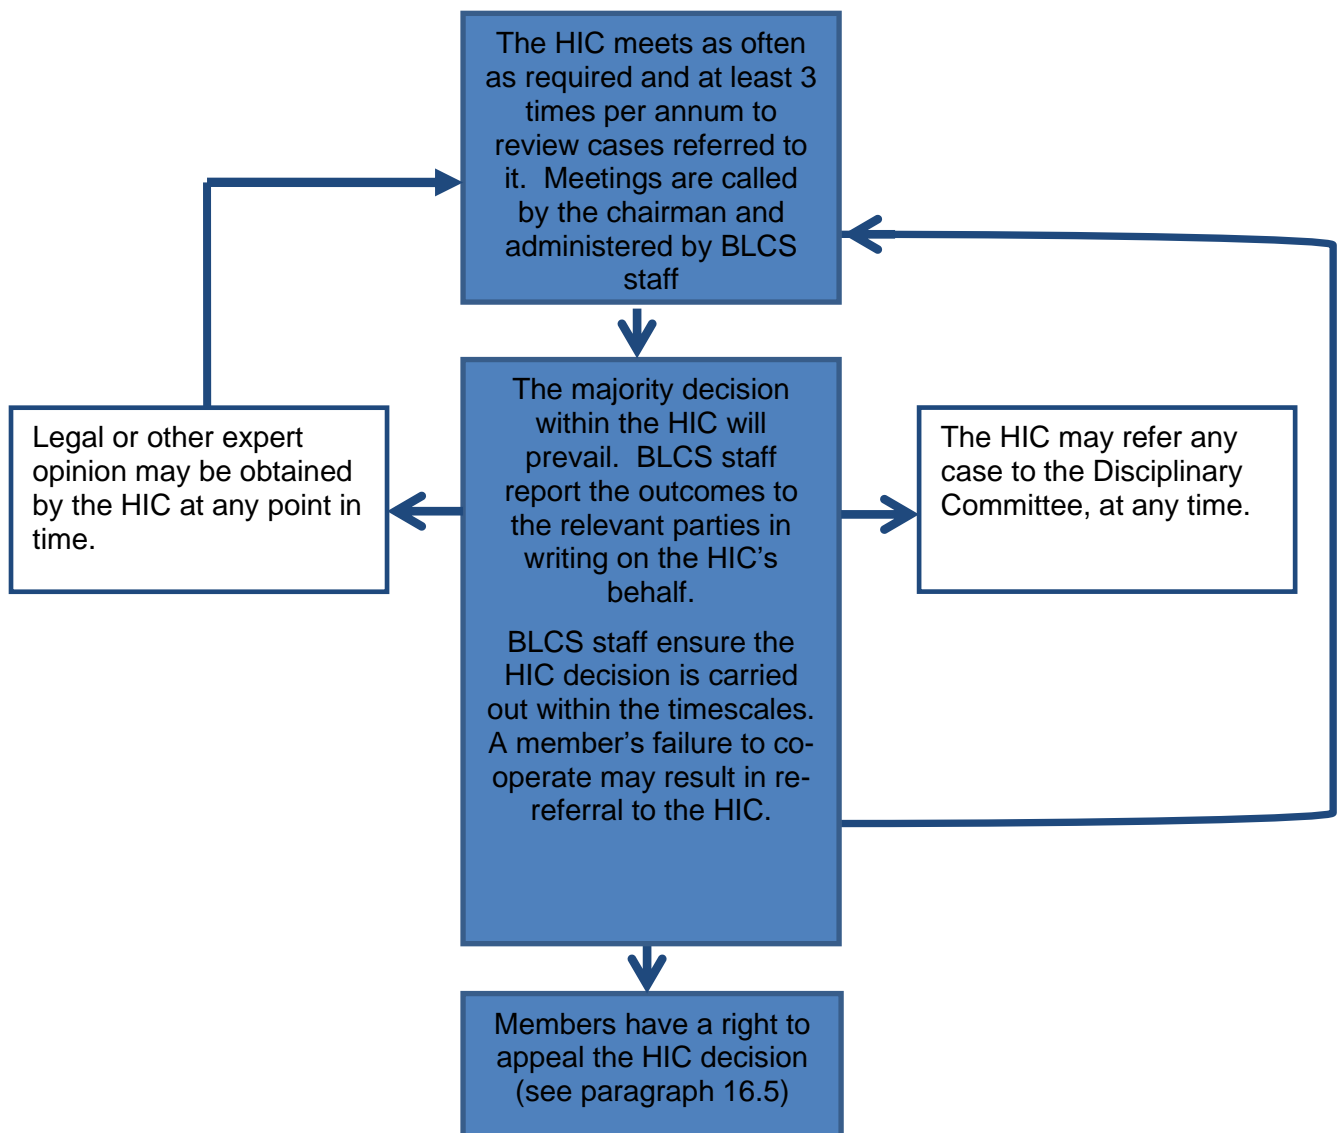 The HIC meets as often
as required and at least 3
times per annum to
review cases referred to
it.  Meetings are called
by the chairman and
administered by BLCS
staff
The majority decision
within the HIC will
prevail.  BLCS staff
report the outcomes to
the relevant parties in
writing on the HIC’s
behalf.
BLCS staff ensure the
HIC decision is carried
out within the timescales.
A member’s failure to co-
operate may result in re-
referral to the HIC.
Legal or other expert
opinion may be obtained
by the HIC at any point in
time.
The HIC may refer any
case to the Disciplinary
Committee, at any time.
Members have a right to
appeal the HIC decision
(see paragraph 16.5)